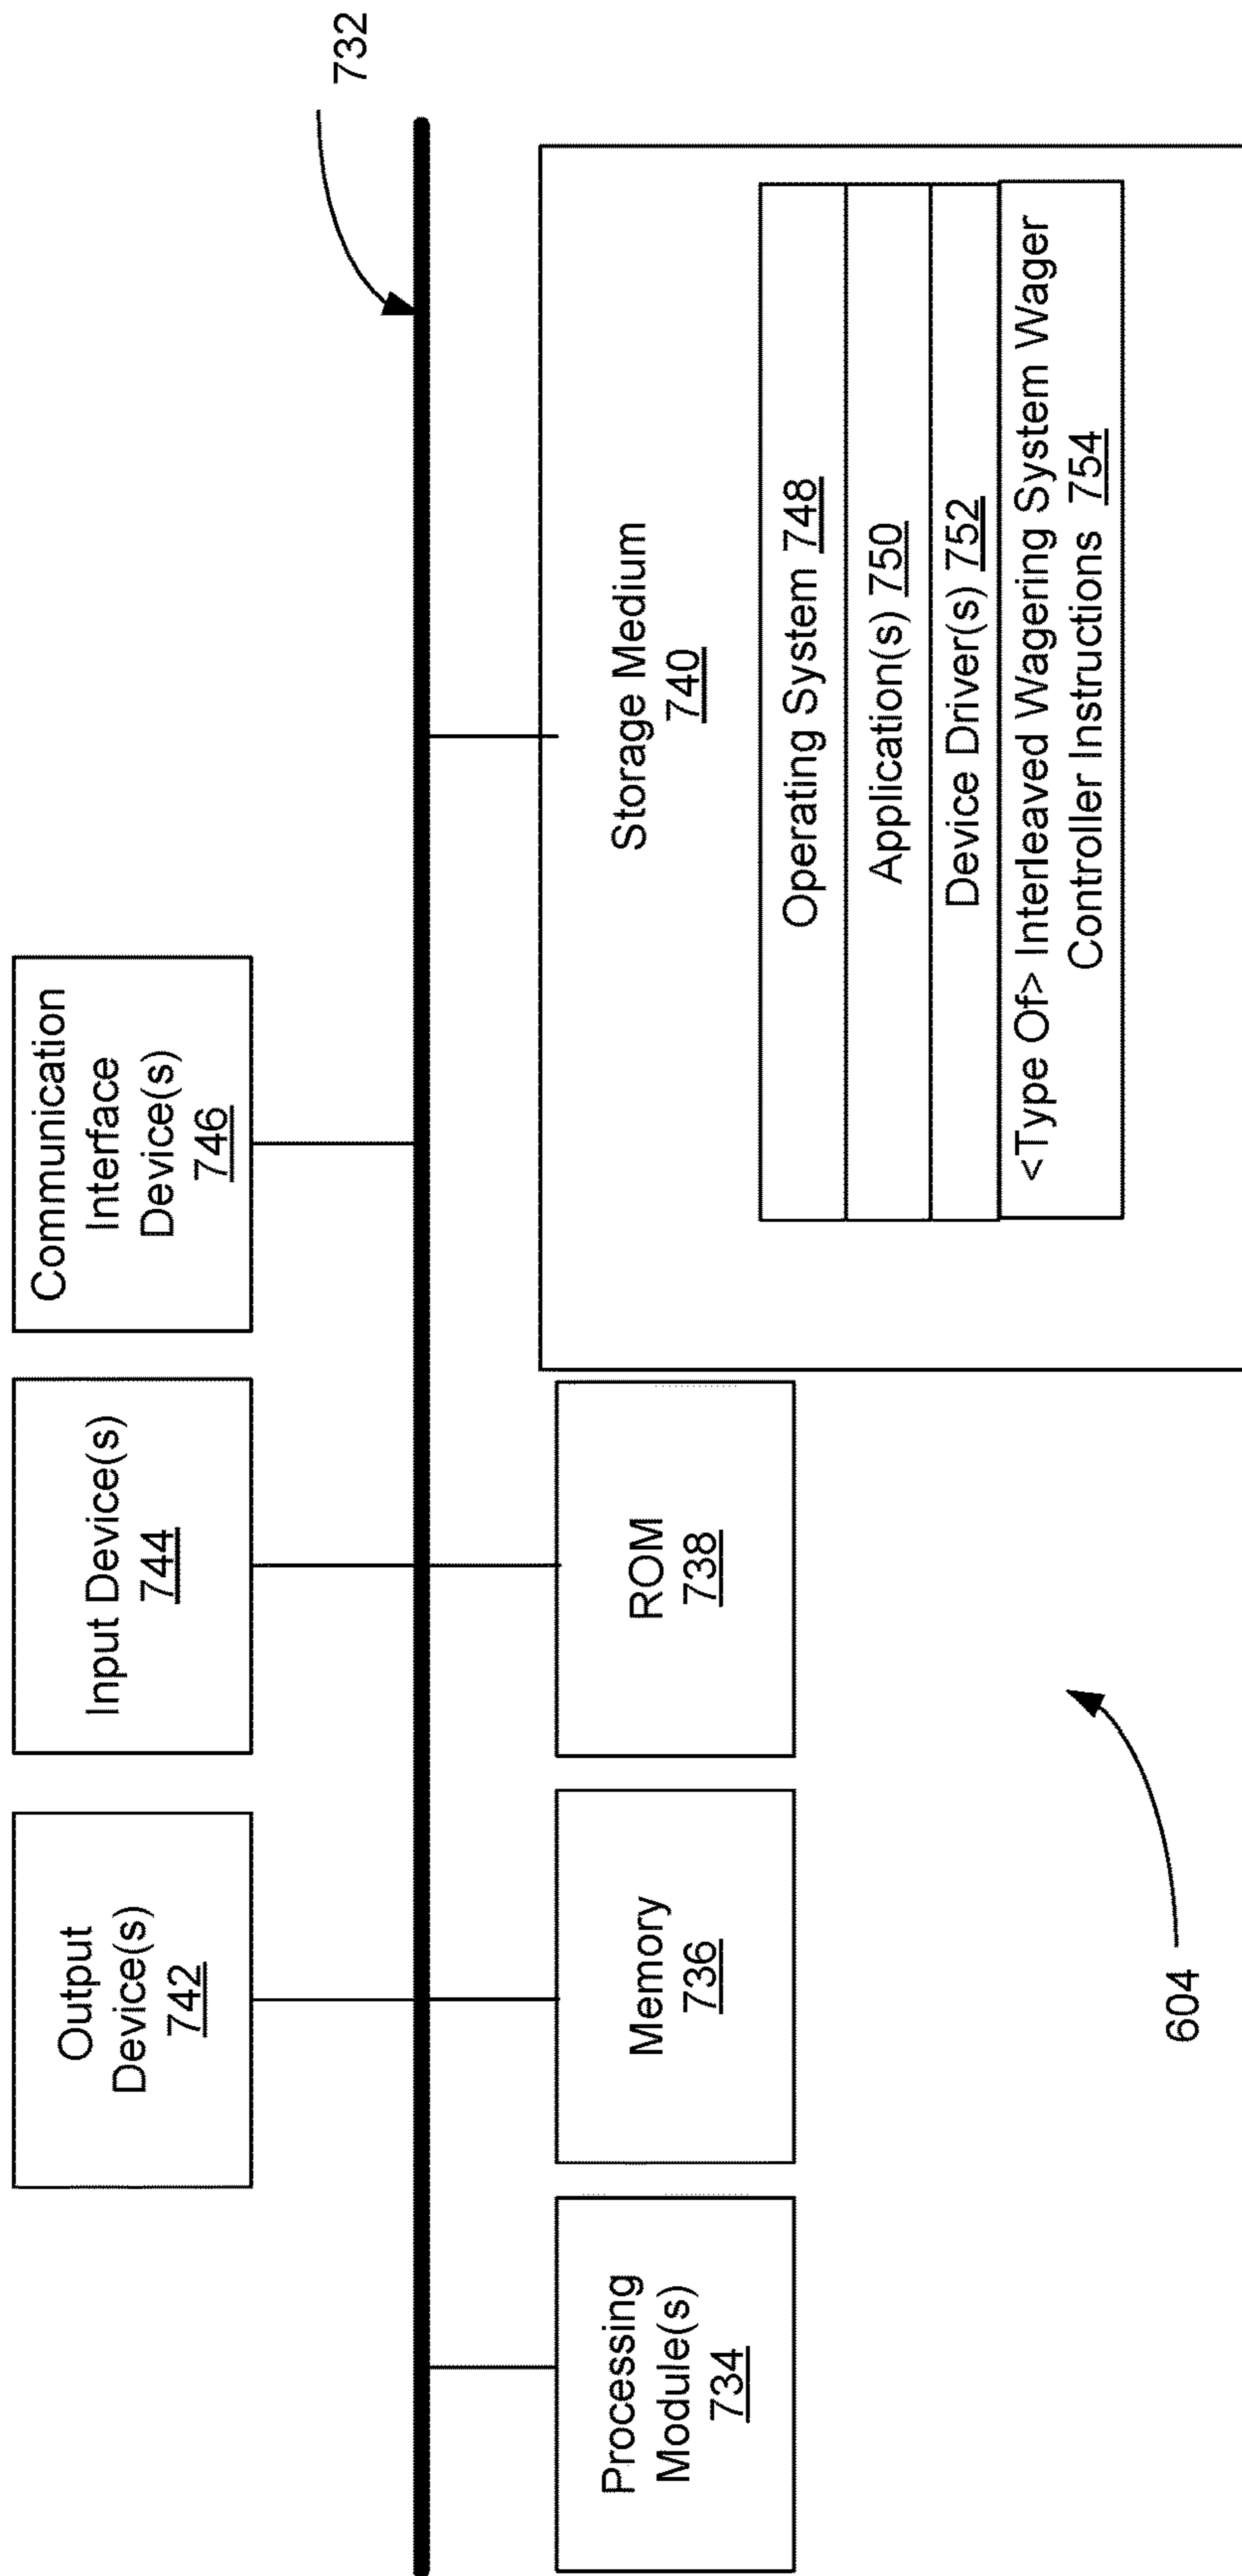 732
Output
Device(s)
742
Input Device(s)
744
Communication
Interface
Device(s)
746
Processing
Module(s)
734
Memory
736
ROM
738
Storage Medium
740
Operating System 748
Application(s) 750
Device Driver(s) 752
<Type Of> Interleaved Wagering System Wager
Controller Instructions 754
604